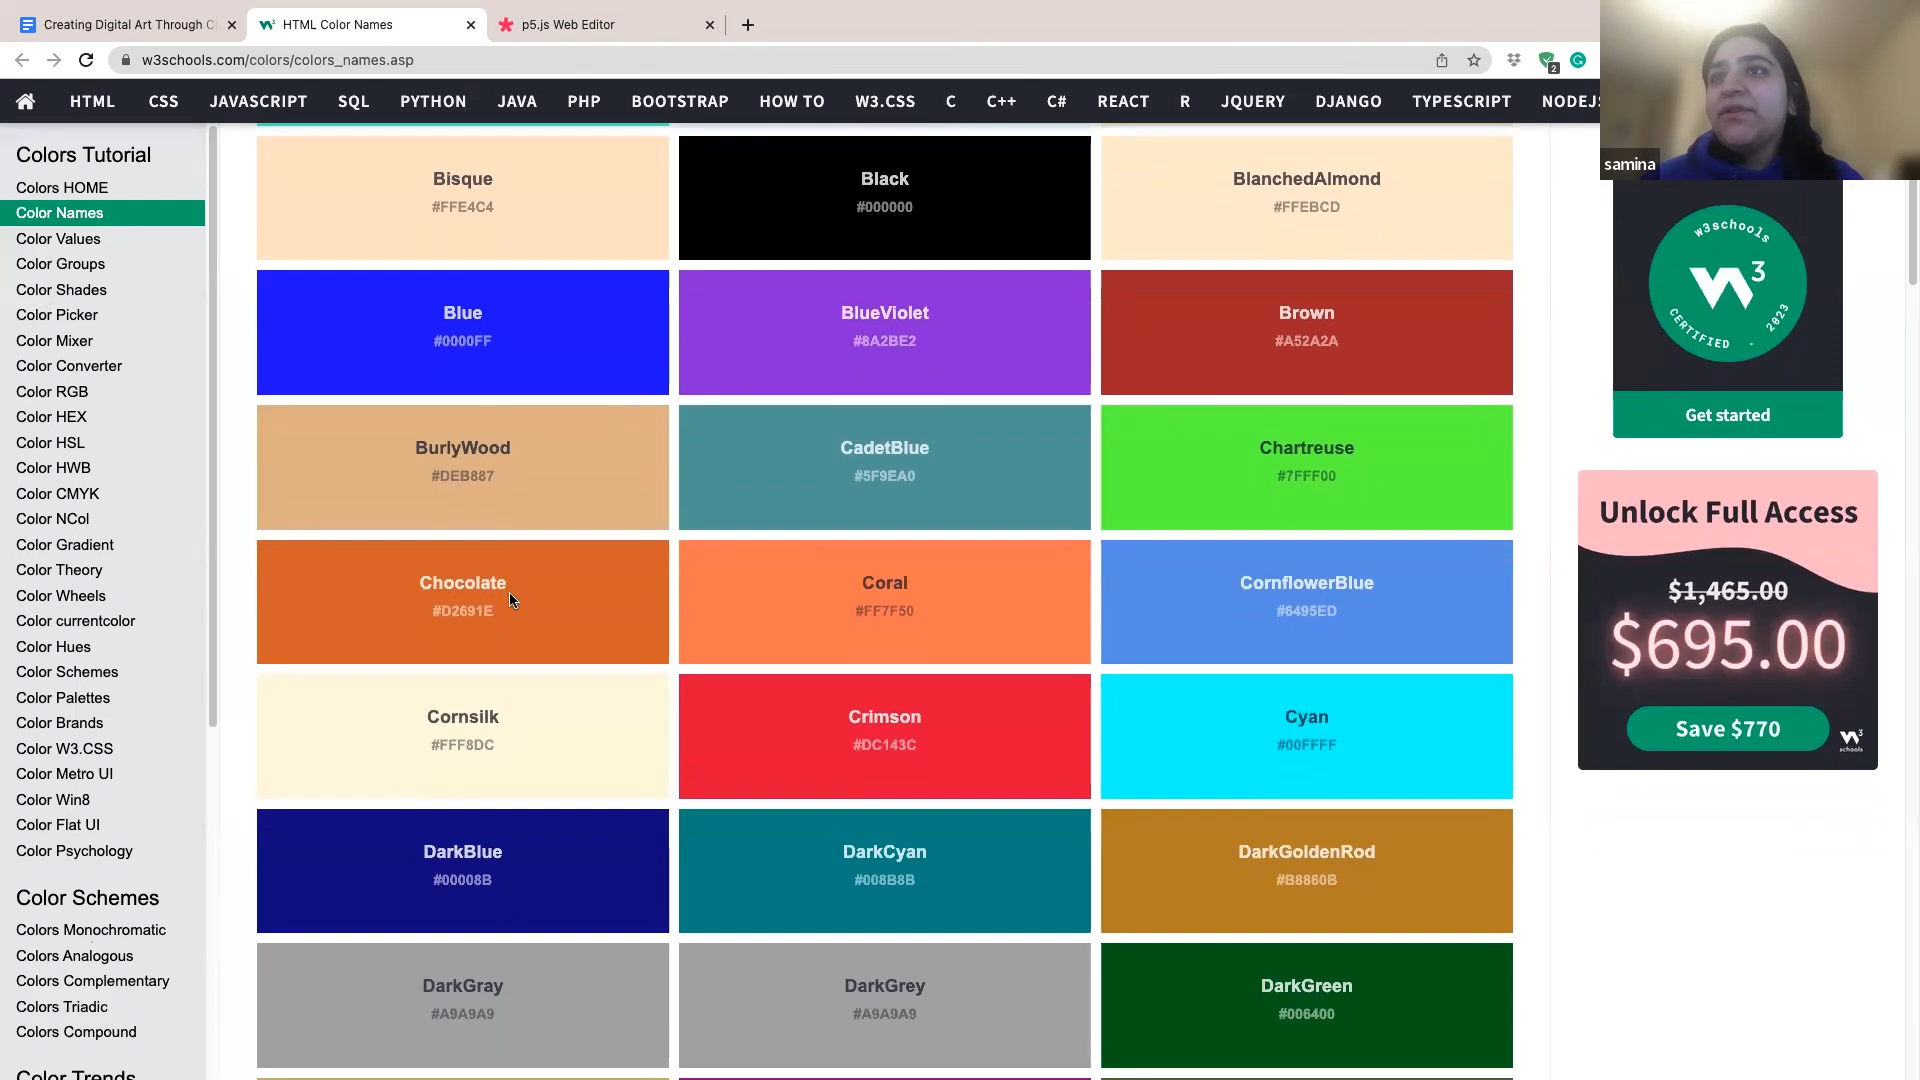 Creating Digital Art Through C
HTML Color Names
p5.js Web Editor
w3schools.com/colors/colors_names.asp
2
HTML CSS JAVASCRIPT SQL PYTHON JAVA PHP BOOTSTRAP HOW TO W3.CSS C C++ C# REACT R JQUERY DJANGO TYPESCRIPT NODEJS
samina
Colors Tutorial
Colors HOME
Color Names
Color Values
Color Groups
Color Shades
Color Picker
Color Mixer
Color Converter
Color RGB
Color HEX
Color HSL
Color HWB
Color CMYK
Color NCol
Color Gradient
Color Theory
Color Wheels
Color currentcolor
Color Hues
Color Schemes
Color Palettes
Color Brands
Color W3.CSS
Color Metro UI
Color Win8
Color Flat UI
Color Psychology
Color Schemes
Colors Monochromatic
Colors Analogous
Colors Complementary
Colors Triadic
Colors Compound
Color Trends
Bisque
#FFE4C4
Black
#000000
BlanchedAlmond
#FFEBCD
Blue
#0000FF
BlueViolet
#8A2BE2
Brown
#A52A2A
BurlyWood
#DEB887
CadetBlue
#5F9EA0
Chartreuse
#7FFF00
Chocolate
#D2691E
Coral
#FF7F50
CornflowerBlue
#6495ED
Cornsilk
#FFF8DC
Crimson
#DC143C
Cyan
#00FFFF
DarkBlue
#00008B
DarkCyan
#008B8B
DarkGoldenRod
#B8860B
DarkGray
#A9A9A9
DarkGrey
#A9A9A9
DarkGreen
#006400
w3schools
3
CERTIFIED . 2023
Get started
Unlock Full Access
$1,465.00
$695.00
Save $770
3
schools